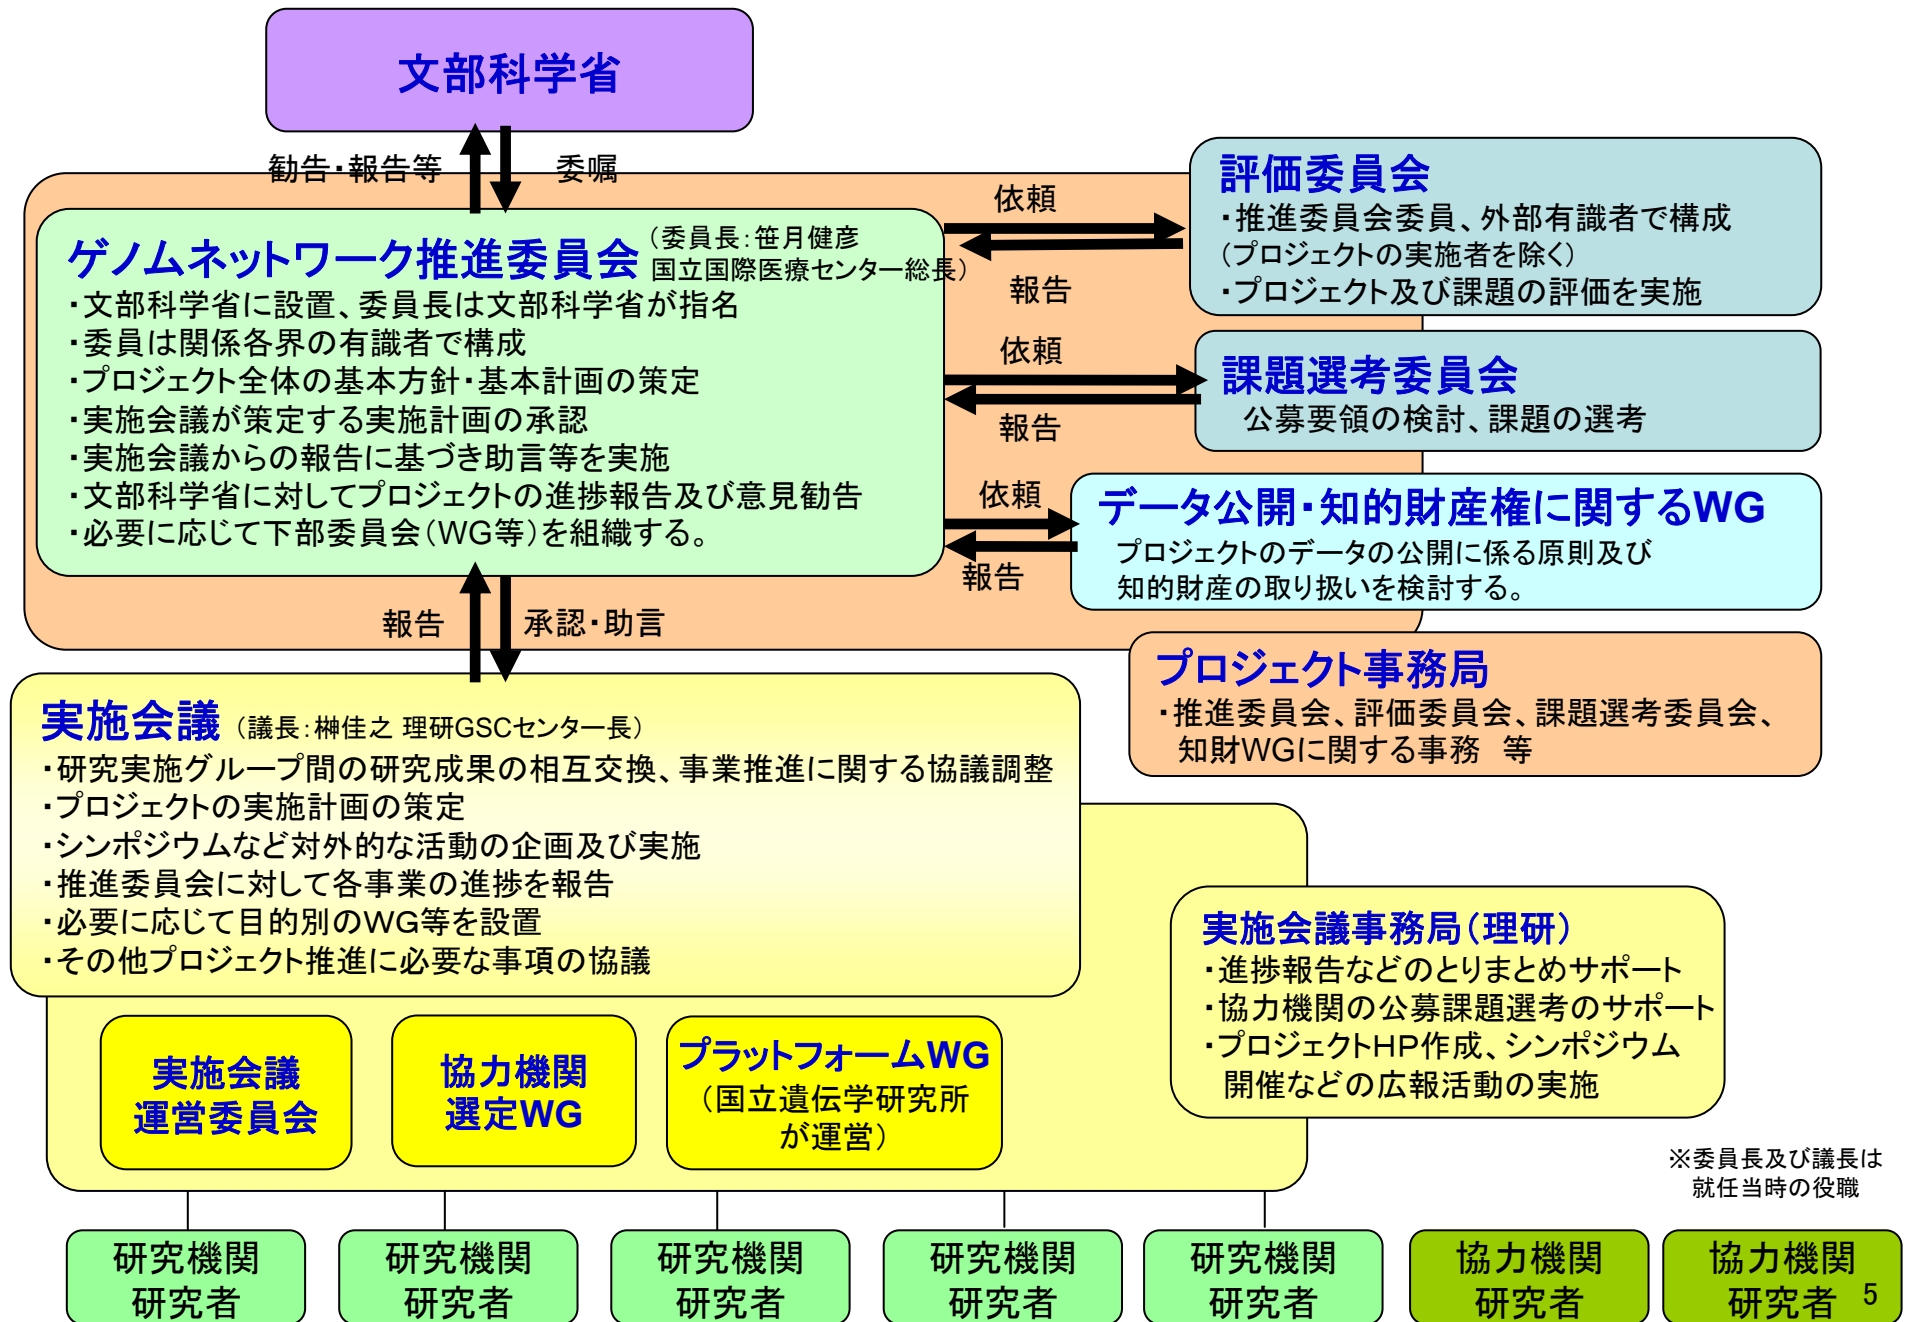 文部科学省
勧告・報告等
委嘱
ゲノムネットワーク推進委員会
（委員長：笹月健彦
国立国際医療センター総長）
・文部科学省に設置、委員長は文部科学省が指名
・委員は関係各界の有識者で構成
・プロジェクト全体の基本方針・基本計画の策定
・実施会議が策定する実施計画の承認
・実施会議からの報告に基づき助言等を実施
・文部科学省に対してプロジェクトの進捗報告及び意見勧告
・必要に応じて下部委員会（WG等）を組織する。
依頼
報告
評価委員会
・推進委員会委員、外部有識者で構成
（プロジェクトの実施者を除く）
・プロジェクト及び課題の評価を実施
依頼
報告
課題選考委員会
公募要領の検討、課題の選考
依頼
報告
データ公開・知的財産権に関するWG
プロジェクトのデータの公開に係る原則及び
知的財産の取り扱いを検討する。
報告
承認・助言
プロジェクト事務局
・推進委員会、評価委員会、課題選考委員会、
知財WGに関する事務　等
実施会議（議長：榊佳之 理研GSCセンター長）
・研究実施グループ間の研究成果の相互交換、事業推進に関する協議調整
・プロジェクトの実施計画の策定
・シンポジウムなど対外的な活動の企画及び実施
・推進委員会に対して各事業の進捗を報告
・必要に応じて目的別のWG等を設置
・その他プロジェクト推進に必要な事項の協議
実施会議事務局（理研）
・進捗報告などのとりまとめサポート
・協力機関の公募課題選考のサポート
・プロジェクトHP作成、シンポジウム
開催などの広報活動の実施
実施会議
運営委員会
協力機関
選定WG
プラットフォームWG
（国立遺伝学研究所
が運営）
※委員長及び議長は
就任当時の役職
研究機関
研究者
研究機関
研究者
研究機関
研究者
研究機関
研究者
研究機関
研究者
協力機関
研究者
協力機関
研究者
5